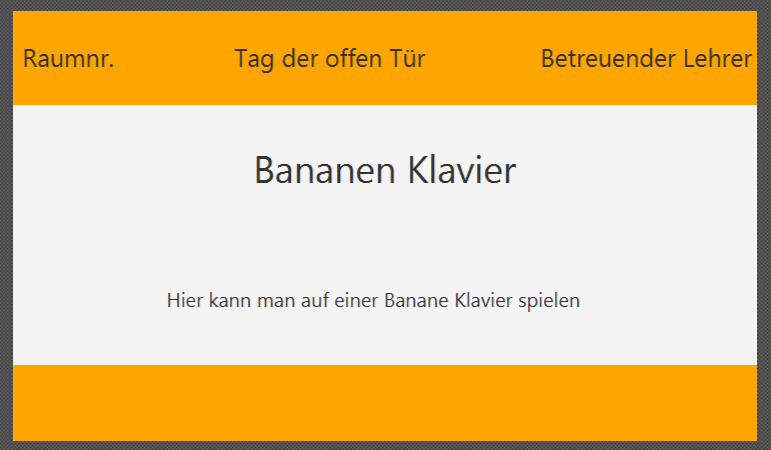 Raumnr. Tag der offen Tür Betreuender Lehrer
Bananen Klavier
Hier kann man auf einer Banane Klavier spielen